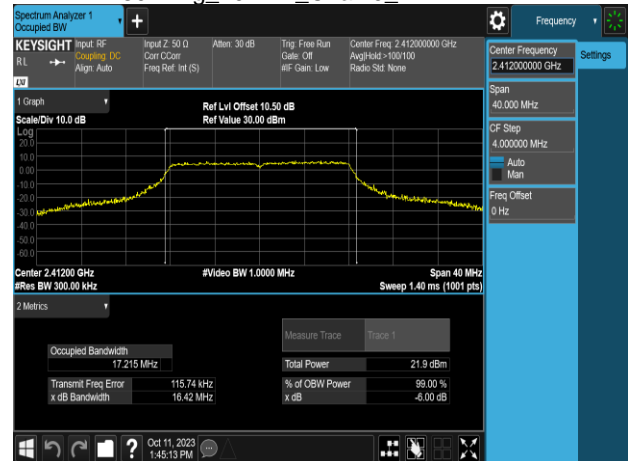 Spectrum Analyzer 1
Occupied BW
+
Frequency
KEYSIGHT
RL
LXI
Input: RF
Coupling: DC
Align: Auto
Input Z: 50 Ω
Corr CCorr
Freq Ref: Int (S)
Atten: 30 dB
Trig: Free Run
Gate: Off
#IF Gain: Low
Center Freq: 2.412000000 GHz
Avg|Hold:>100/100
Radio Std: None
Center Frequency
2.412000000 GHz
Settings
Span
40.000 MHz
CF Step
4.000000 MHz
Auto
Man
Freq Offset
0 Hz
1 Graph
Scale/Div 10.0 dB
Ref Lvl Offset 10.50 dB
Ref Value 30.00 dBm
Log
20.0
10.0
0.00
-10.0
-20.0
-30.0
-40.0
-50.0
-60.0
Center 2.41200 GHz
#Res BW 300.00 kHz
#Video BW 1.0000 MHz
Span 40 MHz
Sweep 1.40 ms (1001 pts)
2 Metrics
Measure Trace
Trace 1
Occupied Bandwidth
17.215 MHz
Total Power 21.9 dBm
Transmit Freq Error 115.74 kHz
% of OBW Power 99.00 %
x dB Bandwidth 16.42 MHz
x dB -6.00 dB
?
Oct 11, 2023
1:45:13 PM